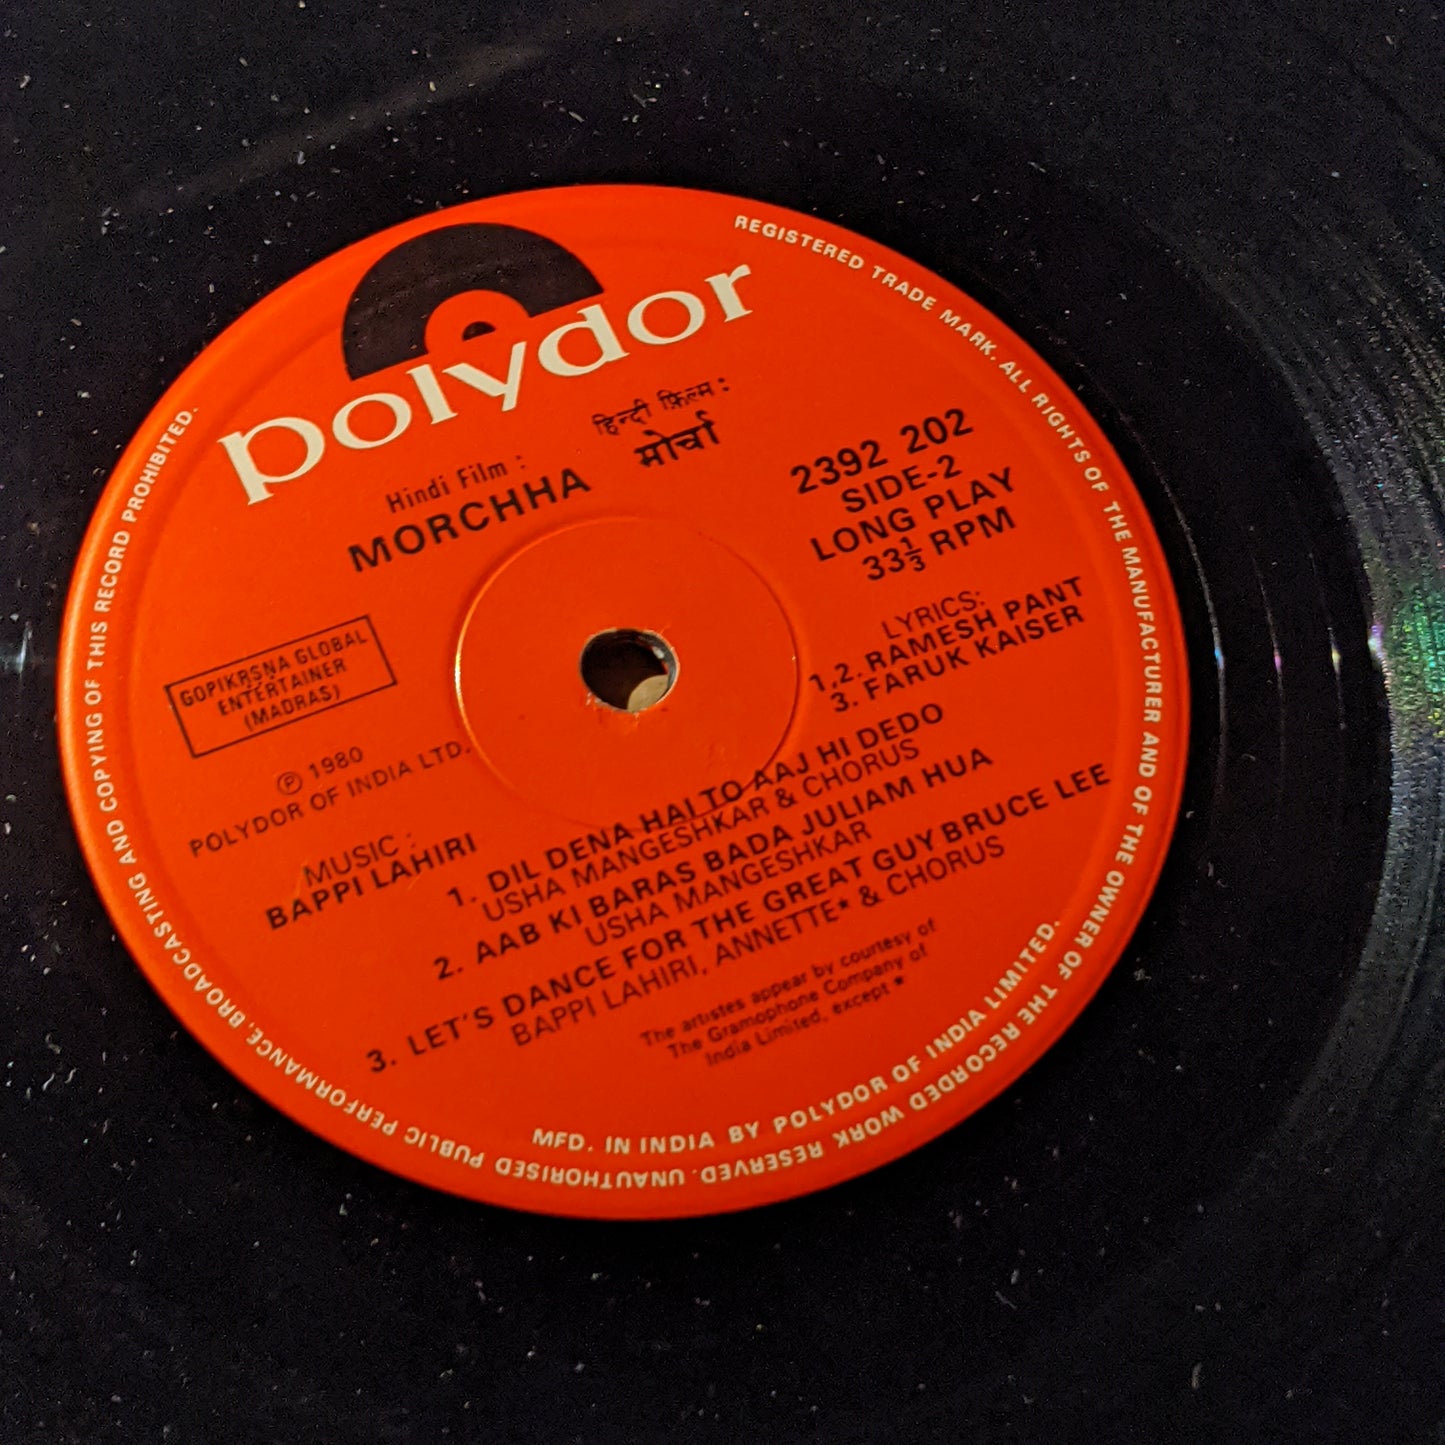 polydor
Hindi Film :
MORCHHA
हिन्दी फ़िल्म :
मोर्चा
2392 202
SIDE-2
LONG PLAY
33⅓ RPM
GOPIKRSNA GLOBAL
ENTERTAINER
(MADRAS)
℗ 1980
POLYDOR OF INDIA LTD.
LYRICS:
1,2. RAMESH PANT
3. FARUK KAISER
MUSIC :
BAPPI LAHIRI
1. DIL DENA HAI TO AAJ HI DEDO
USHA MANGESHKAR & CHORUS
2. AAB KI BARAS BADA JULIAM HUA
USHA MANGESHKAR
3. LET'S DANCE FOR THE GREAT GUY BRUCE LEE
BAPPI LAHIRI, ANNETTE* & CHORUS
The artistes appear by courtesy of
The Gramophone Company of
India Limited, except *
MFD. IN INDIA BY POLYDOR OF INDIA LIMITED.
REGISTERED TRADE MARK. ALL RIGHTS OF THE MANUFACTURER AND OF THE OWNER OF THE RECORDED WORK RESERVED. UNAUTHORISED PUBLIC PERFORMANCE, BROADCASTING AND COPYING OF THIS RECORD PROHIBITED.